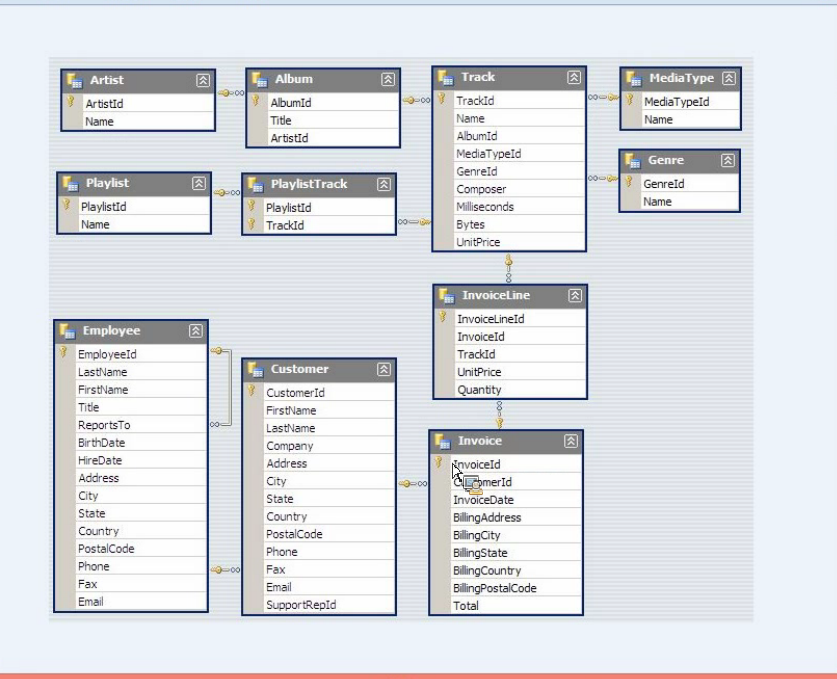 Artist
ArtistId
Name
Album
AlbumId
Title
ArtistId
Track
TrackId
Name
AlbumId
MediaTypeId
GenreId
Composer
Milliseconds
Bytes
UnitPrice
MediaType
MediaTypeId
Name
Genre
GenreId
Name
Playlist
PlaylistId
Name
PlaylistTrack
PlaylistId
TrackId
InvoiceLine
InvoiceLineId
InvoiceId
TrackId
UnitPrice
Quantity
Employee
EmployeeId
LastName
FirstName
Title
ReportsTo
BirthDate
HireDate
Address
City
State
Country
PostalCode
Phone
Fax
Email
Customer
CustomerId
FirstName
LastName
Company
Address
City
State
Country
PostalCode
Phone
Fax
Email
SupportRepId
Invoice
InvoiceId
CustomerId
InvoiceDate
BillingAddress
BillingCity
BillingState
BillingCountry
BillingPostalCode
Total